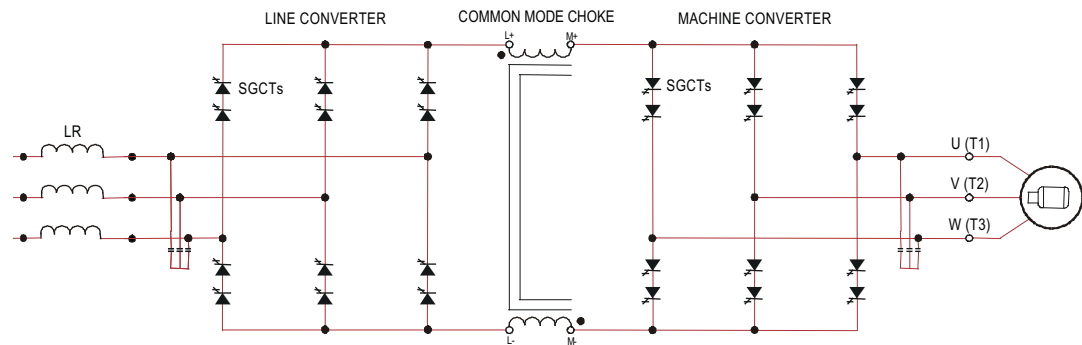 LINE CONVERTER
COMMON MODE CHOKE
MACHINE CONVERTER
L+
M+
SGCTs
SGCTs
LR
U (T1)
V (T2)
W (T3)
L-
M-